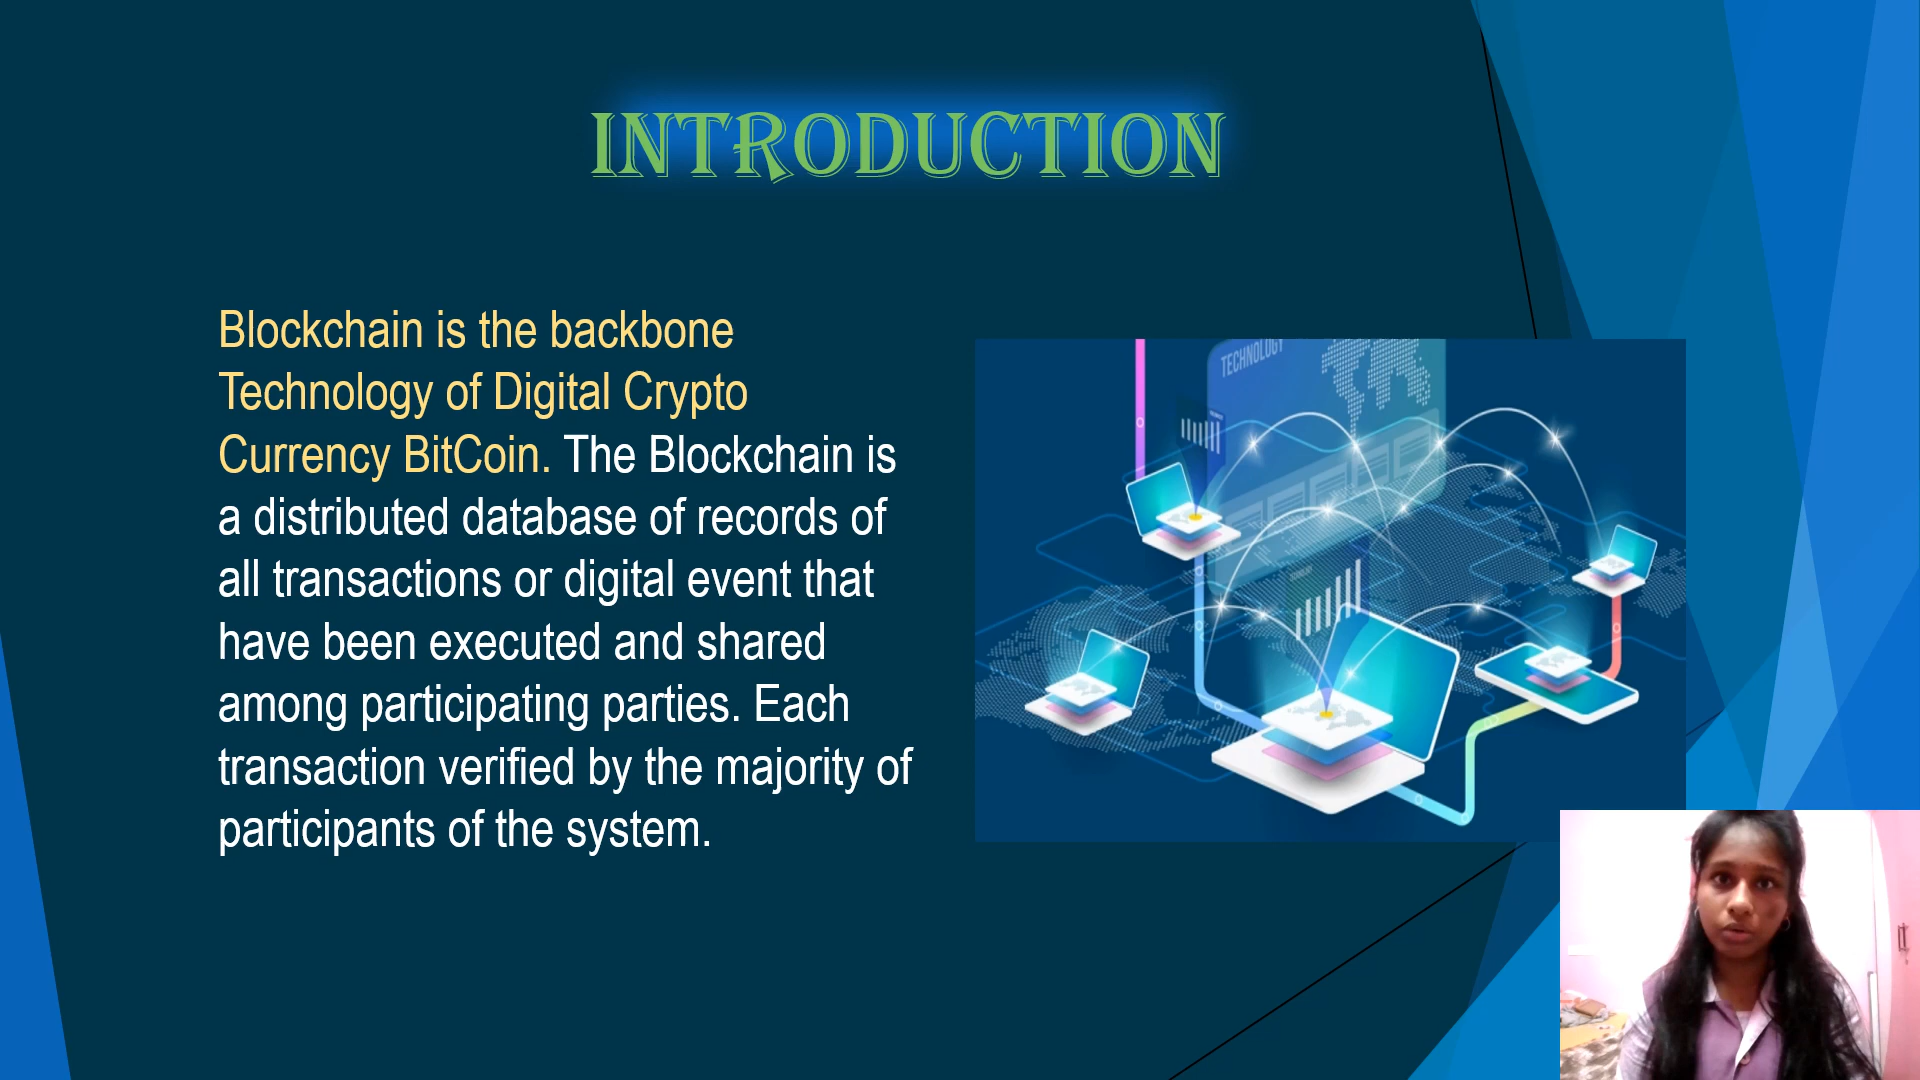 INTRODUCTION
Blockchain is the backbone
Technology of Digital Crypto
Currency BitCoin. The Blockchain is
a distributed database of records of
all transactions or digital event that
have been executed and shared
among participating parties. Each
transaction verified by the majority of
participants of the system.
TECHNOLOGY